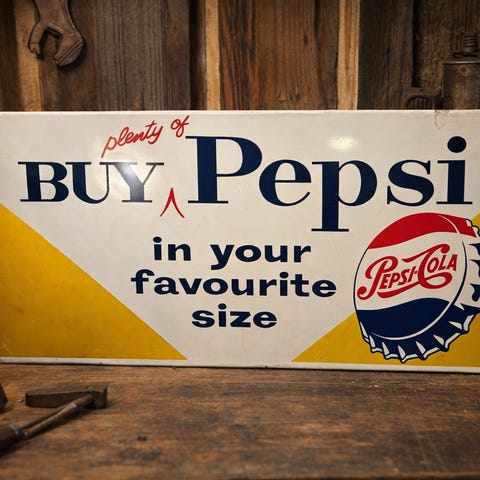 plenty of
BUY Pepsi
in your
favourite
size
PEPSI-COLA